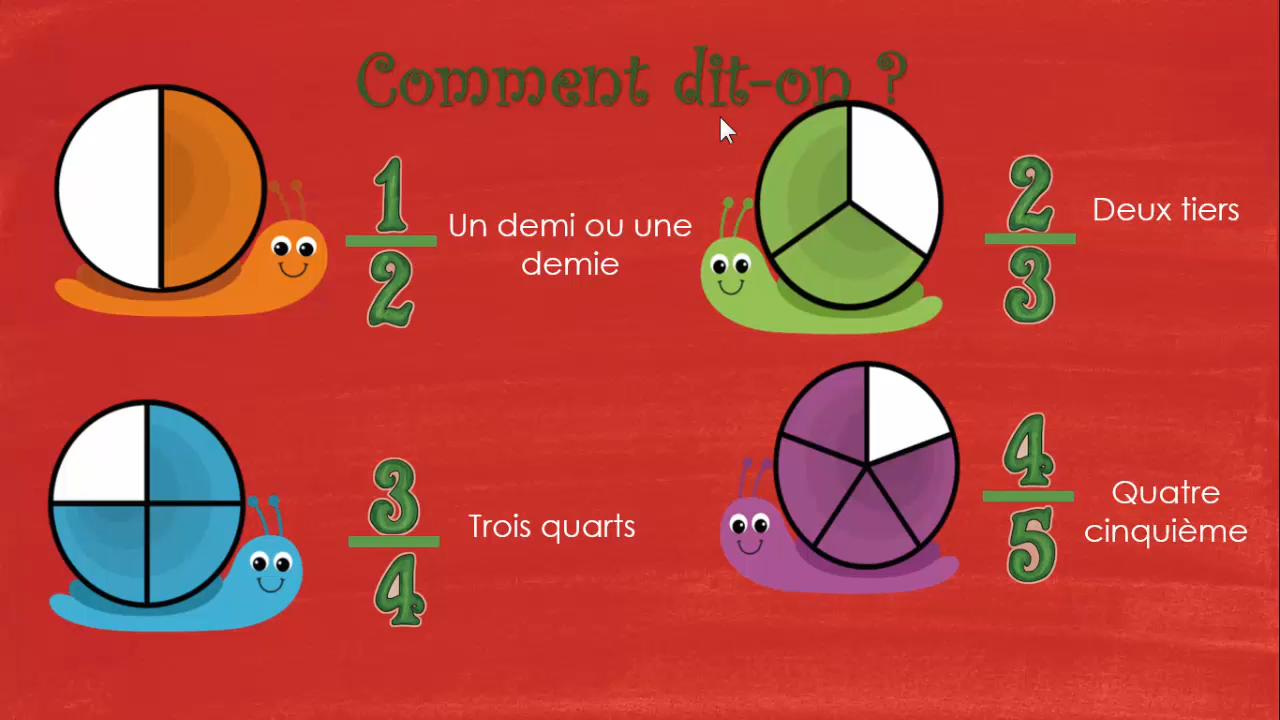 Comment dit-on ?
1
2
Un demi ou une
demie
2
3
Deux tiers
3
4
Trois quarts
4
5
Quatre
cinquième